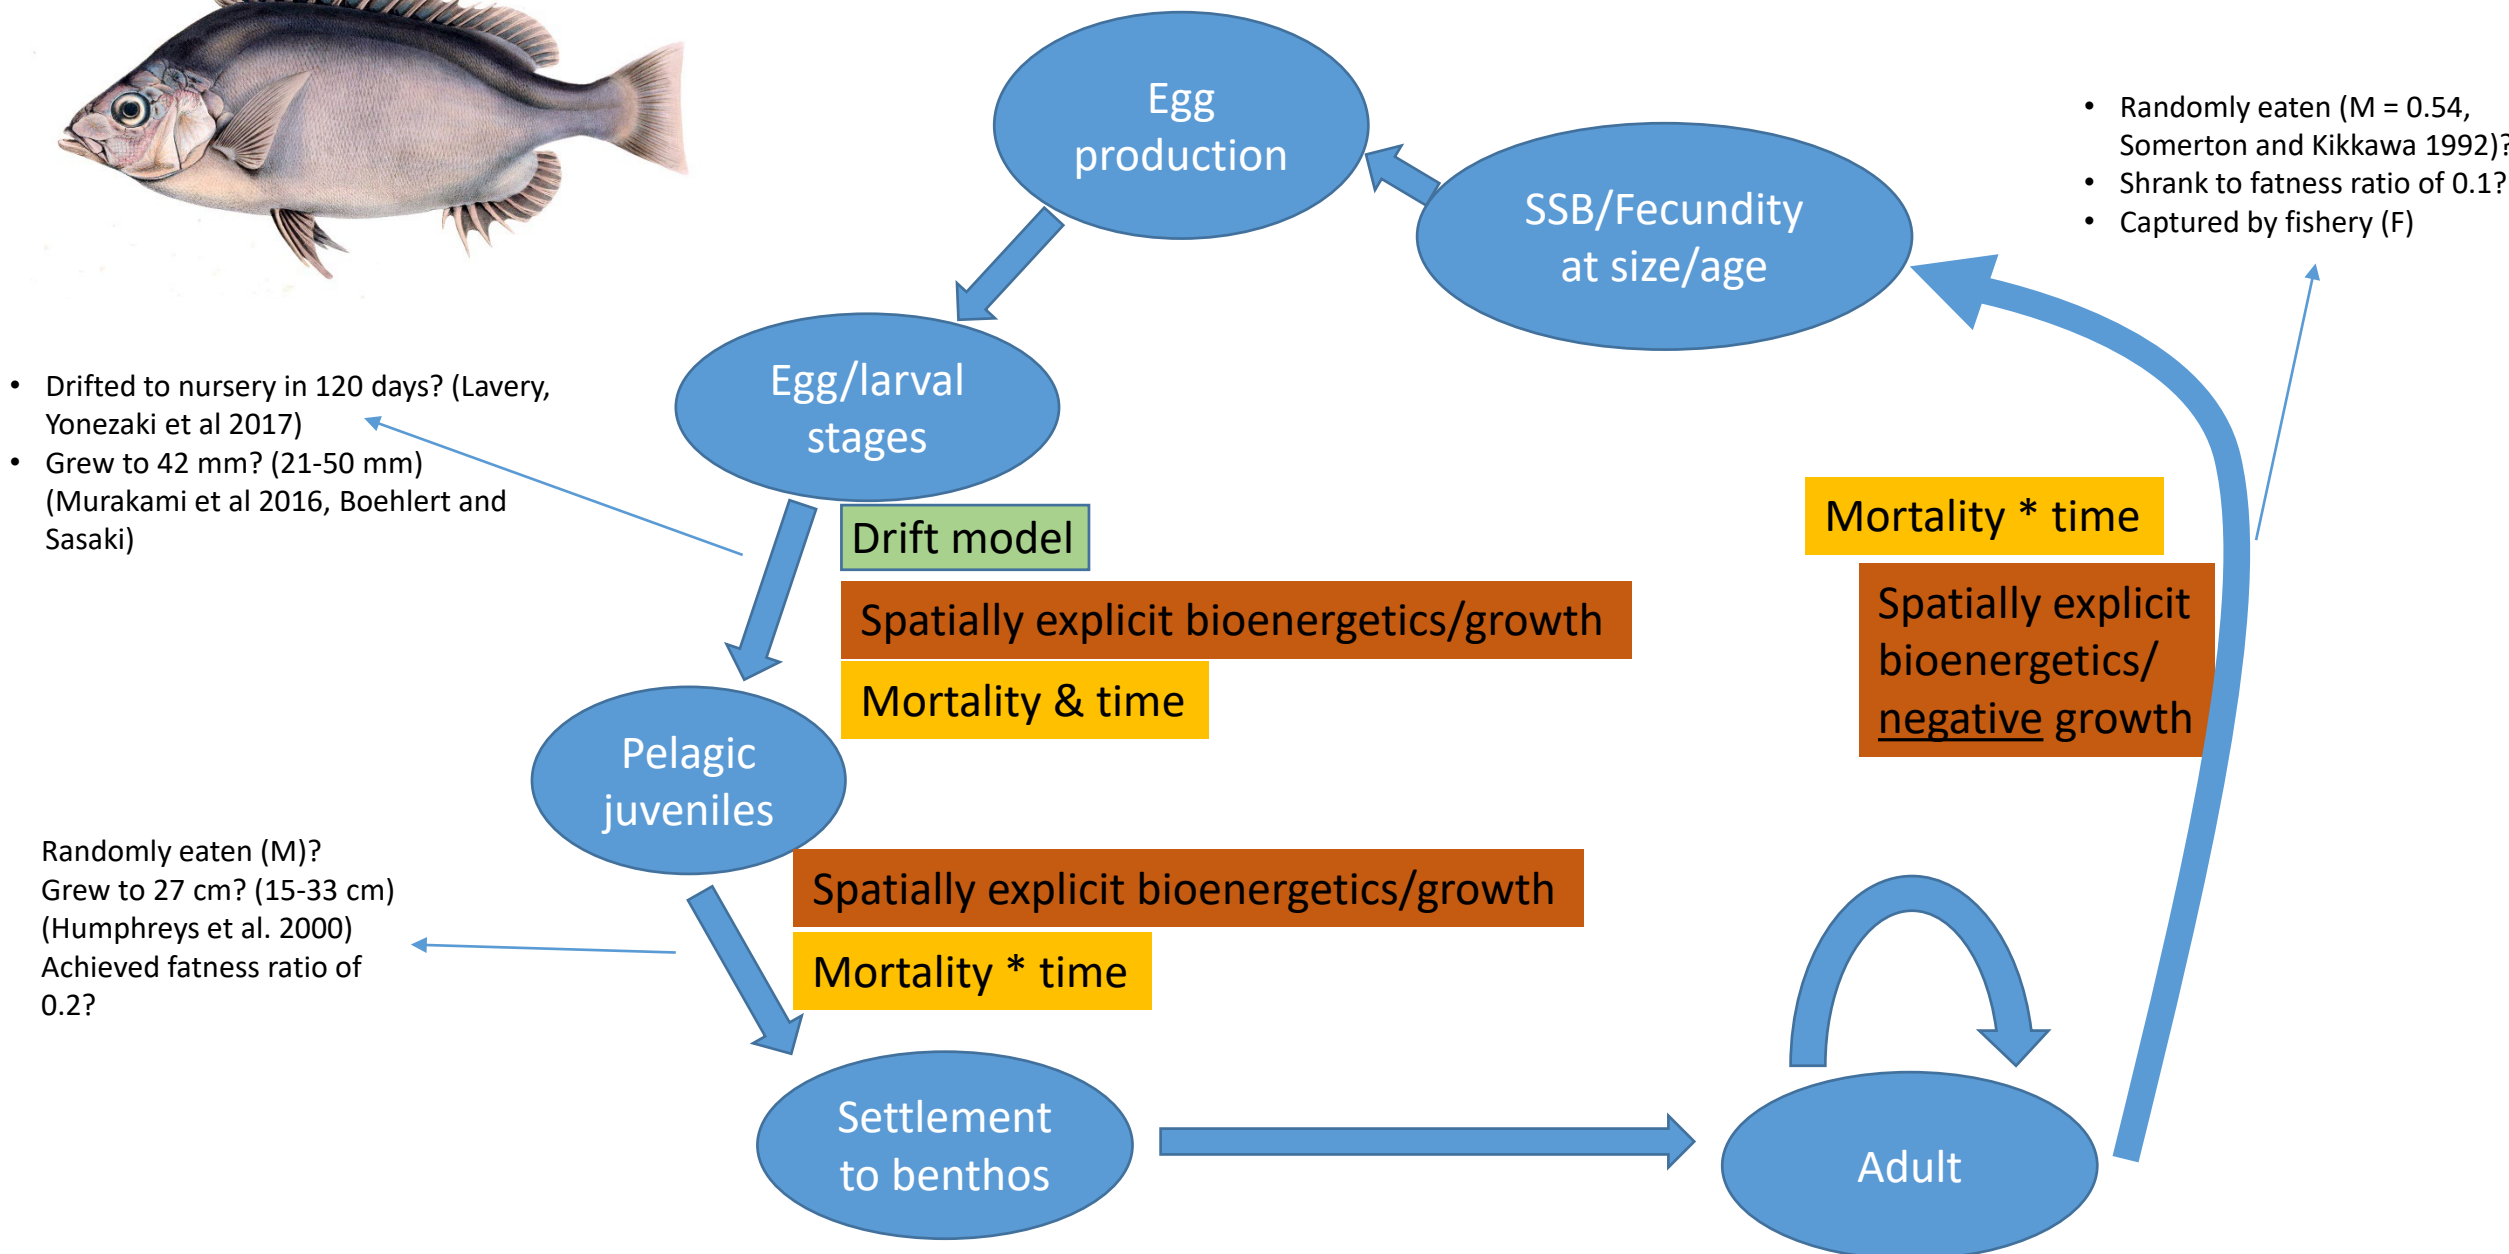 Egg
production
SSB/Fecundity
at size/age
• Randomly eaten (M = 0.54,
Somerton and Kikkawa 1992)?
• Shrank to fatness ratio of 0.1?
• Captured by fishery (F)
Egg/larval
stages
• Drifted to nursery in 120 days? (Lavery,
Yonezaki et al 2017)
• Grew to 42 mm? (21-50 mm)
(Murakami et al 2016, Boehlert and
Sasaki)
Drift model
Spatially explicit bioenergetics/growth
Mortality & time
Mortality * time
Spatially explicit
bioenergetics/
negative growth
Pelagic
juveniles
Randomly eaten (M)?
Grew to 27 cm? (15-33 cm)
(Humphreys et al. 2000)
Achieved fatness ratio of
0.2?
Spatially explicit bioenergetics/growth
Mortality * time
Settlement
to benthos
Adult